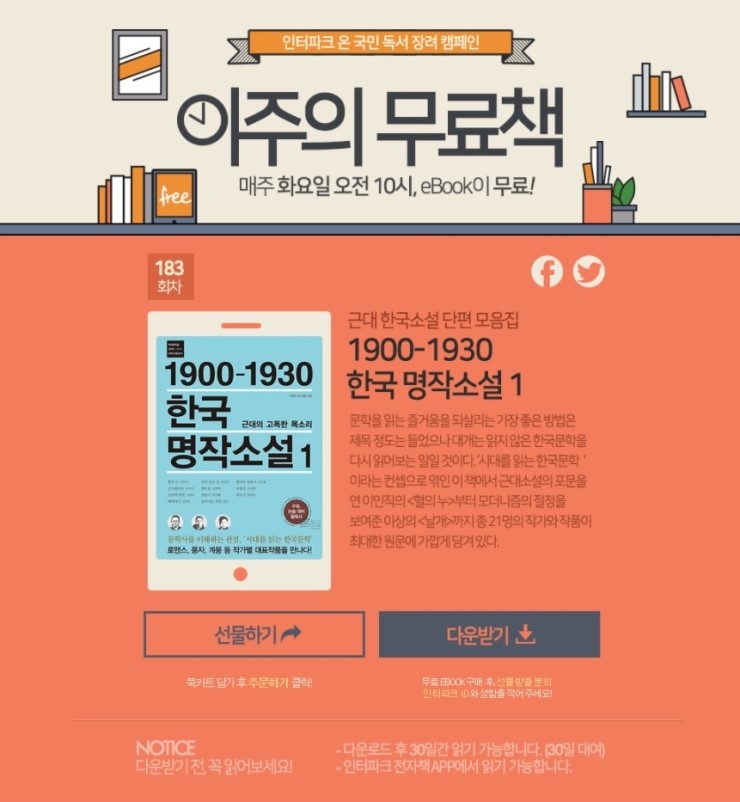 인터파크 온 국민 독서 장려 캠페인
이주의 무료책
매주 화요일 오전 10시, eBook이 무료!
free
183
회차
근대 한국소설 단편 모음집
1900-1930
한국 명작소설 1
문학을 읽는 즐거움을 되살리는 가장 좋은 방법은
제목 정도는 들었으나 대개는 읽지 않은 한국문학을
다시 읽어보는 일일 것이다. '시대를 읽는 한국문학 '
이라는 컨셉으로 엮인 이 책에서 근대소설의 포문을
연 이인직의 <혈의 누>부터 모더니즘의 절정을
보여준 이상의 <날개>까지 총 21명의 작가와 작품이
최대한 원문에 가깝게 담겨 있다.
1900-1930
한국
근대의 고독한 목소리
명작소설 1
문학사를 이해하는 관점, '시대를 읽는 한국문학'
로맨스, 풍자, 계몽 등 작가별 대표작품을 만나다!
선물하기
다운받기
북카트 담기 후 주문하기 클릭!
무료 EBOOK 구매 후, 선물 받을 분의
인터파크 ID와 성함을 적어 주세요!
NOTICE
다운받기 전, 꼭 읽어보세요!
- 다운로드 후 30일간 읽기 가능합니다. (30일 대여)
- 인터파크 전자책 APP에서 읽기 가능합니다.